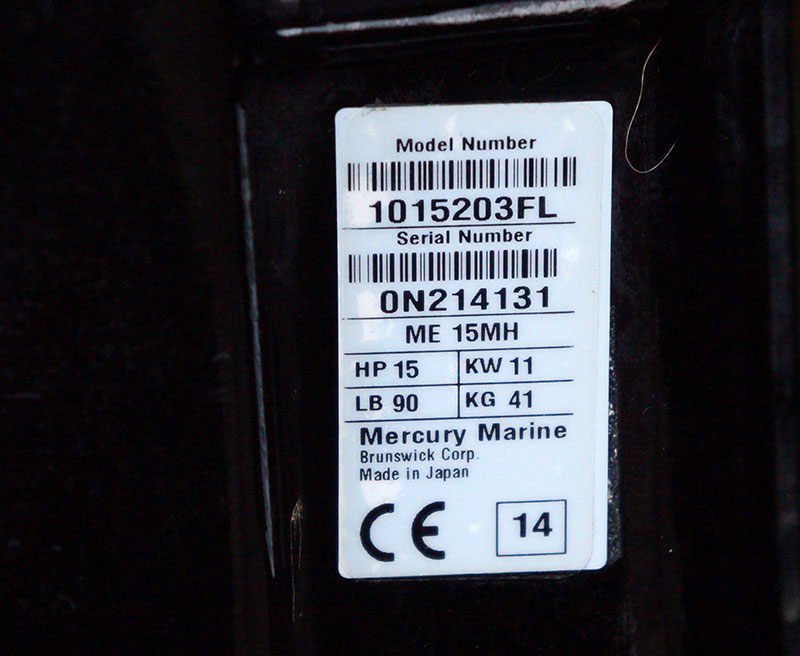 Model Number
1015203FL
Serial Number
0N214131
ME 15MH
HP 15 KW 11
LB 90 KG 41
Mercury Marine
Brunswick Corp.
Made in Japan
CE 14